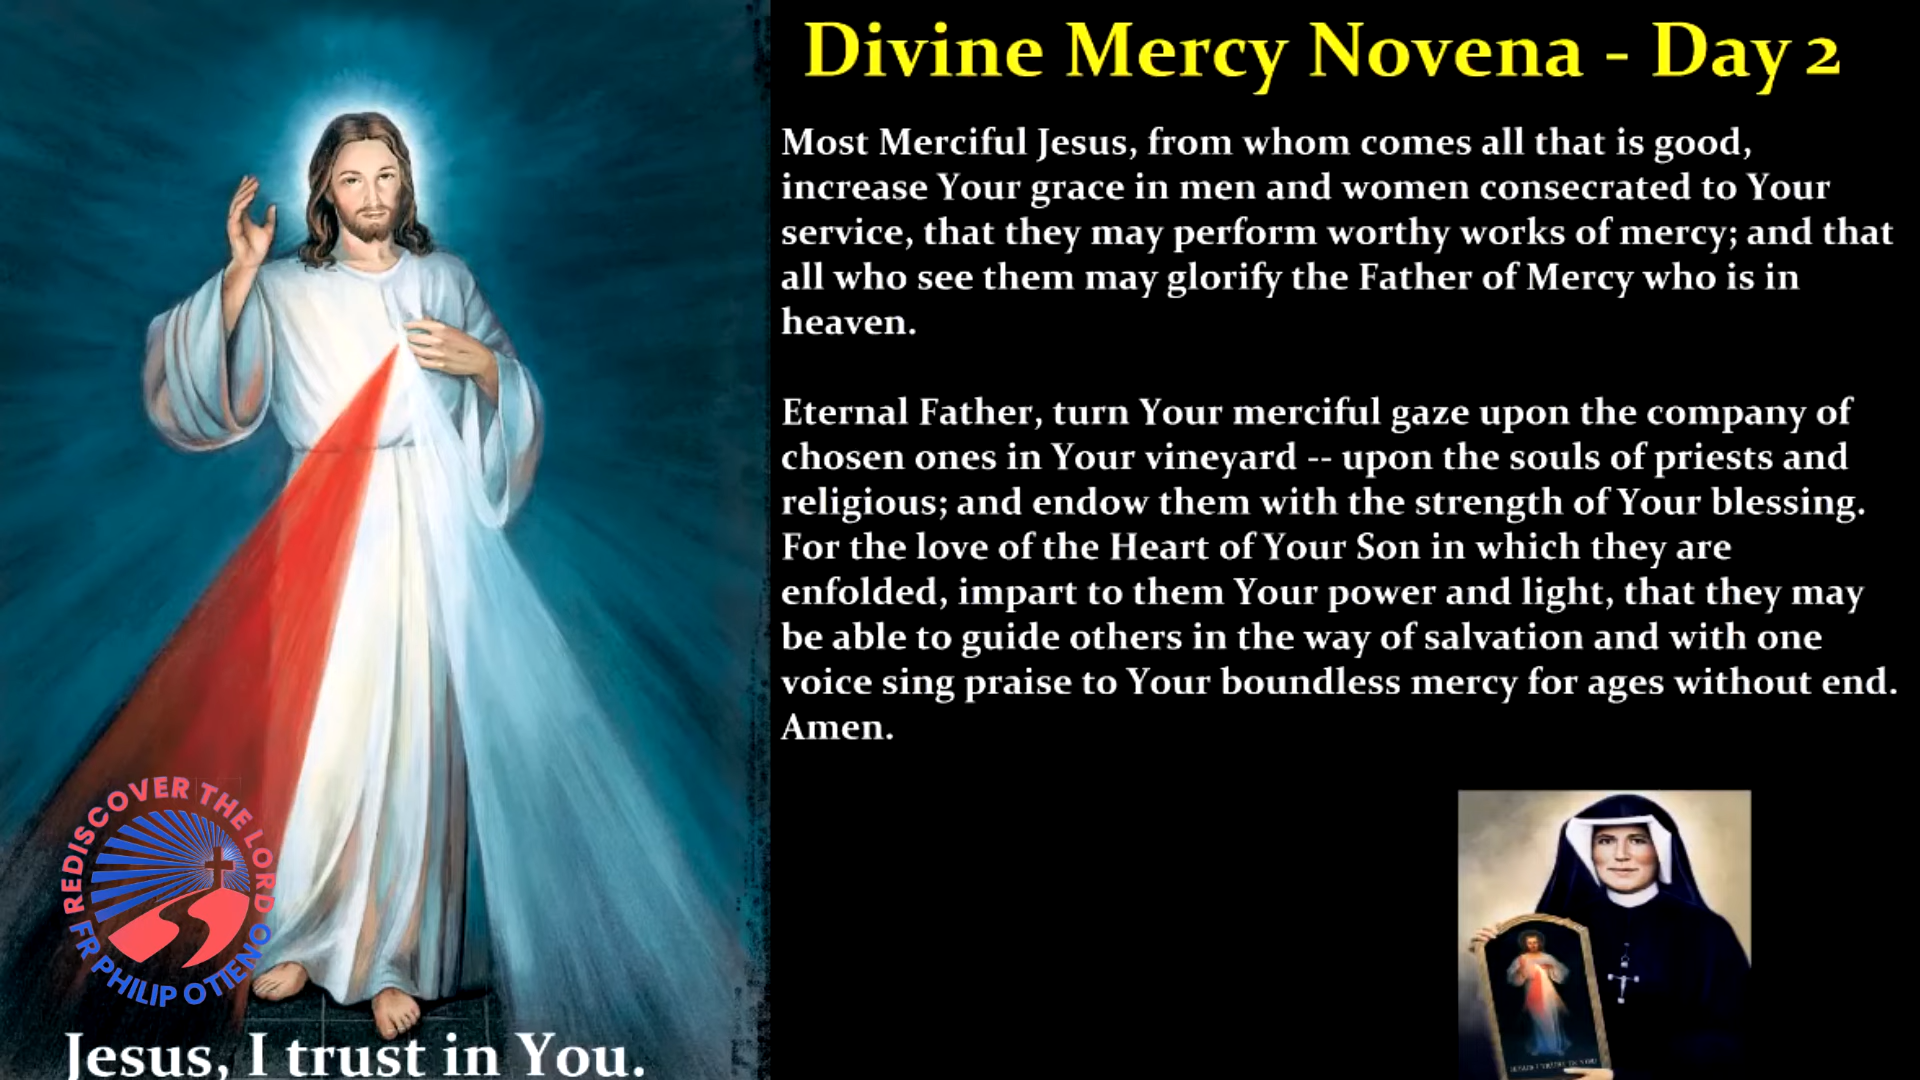 Divine Mercy Novena - Day 2
Most Merciful Jesus, from whom comes all that is good,
increase Your grace in men and women consecrated to Your
service, that they may perform worthy works of mercy; and that
all who see them may glorify the Father of Mercy who is in
heaven.
Eternal Father, turn Your merciful gaze upon the company of
chosen ones in Your vineyard -- upon the souls of priests and
religious; and endow them with the strength of Your blessing.
For the love of the Heart of Your Son in which they are
enfolded, impart to them Your power and light, that they may
be able to guide others in the way of salvation and with one
voice sing praise to Your boundless mercy for ages without end.
Amen.
REDISCOVER THE LORD
FR PHILIP OTIENO
Jesus, I trust in You.